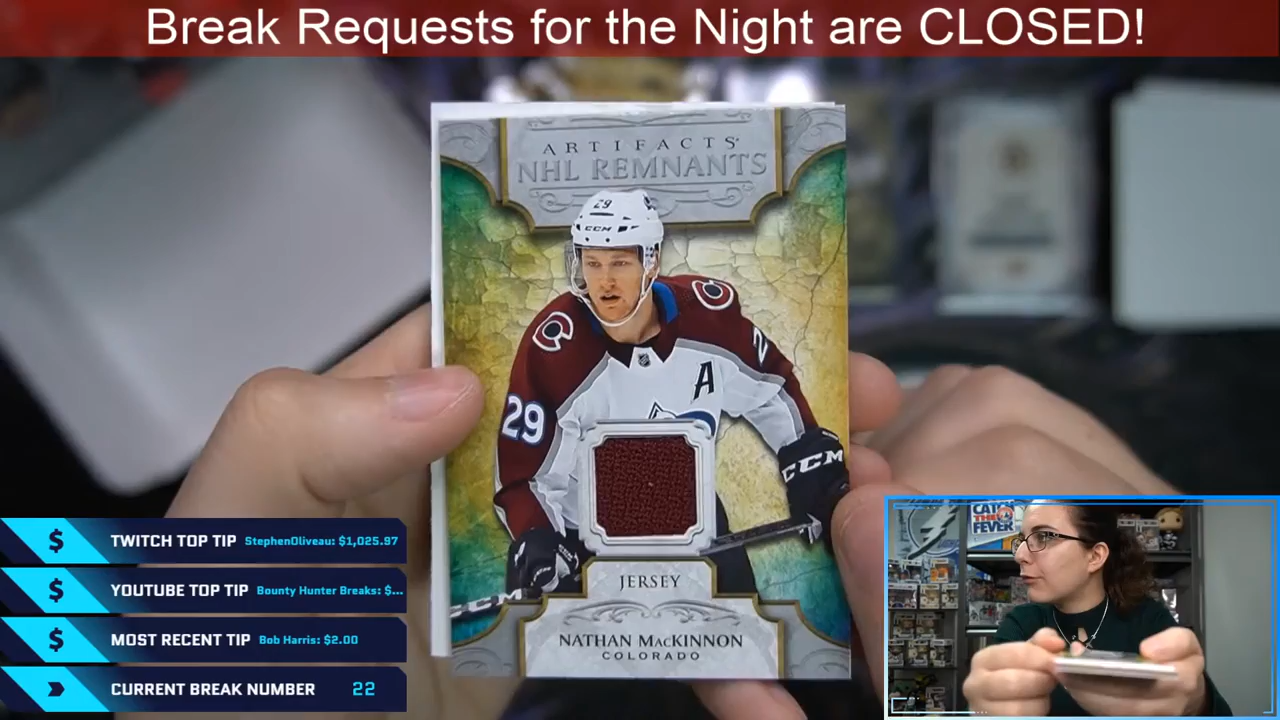 Break Requests for the Night are CLOSED!
ARTIFACTS
NHL REMNANTS
29
CCM
A
29
2
CCM
CCM
JERSEY
NATHAN MACKINNON
COLORADO
CATCH
THE
FEVER
TWITCH TOP TIP StephenOliveau: $1,025.97
YOUTUBE TOP TIP Bounty Hunter Breaks: $...
MOST RECENT TIP Bob Harris: $2.00
CURRENT BREAK NUMBER 22